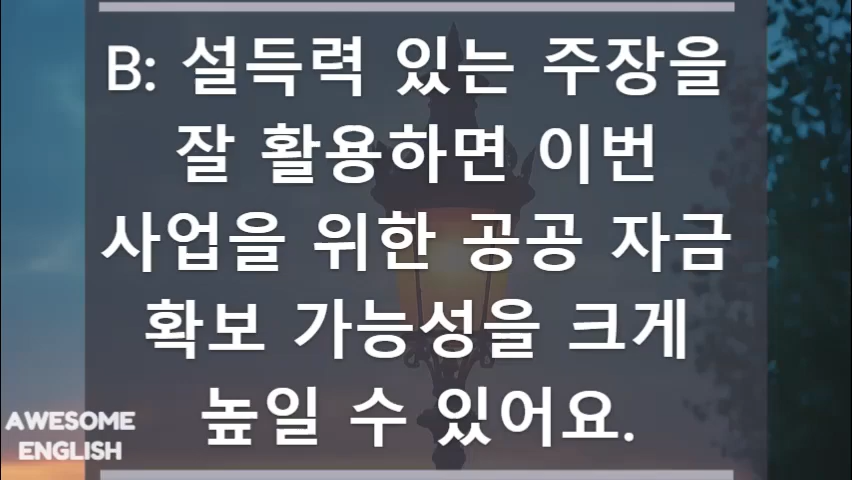 B: 설득력 있는 주장을
잘 활용하면 이번
사업을 위한 공공 자금
확보 가능성을 크게
높일 수 있어요.
AWESOME
ENGLISH